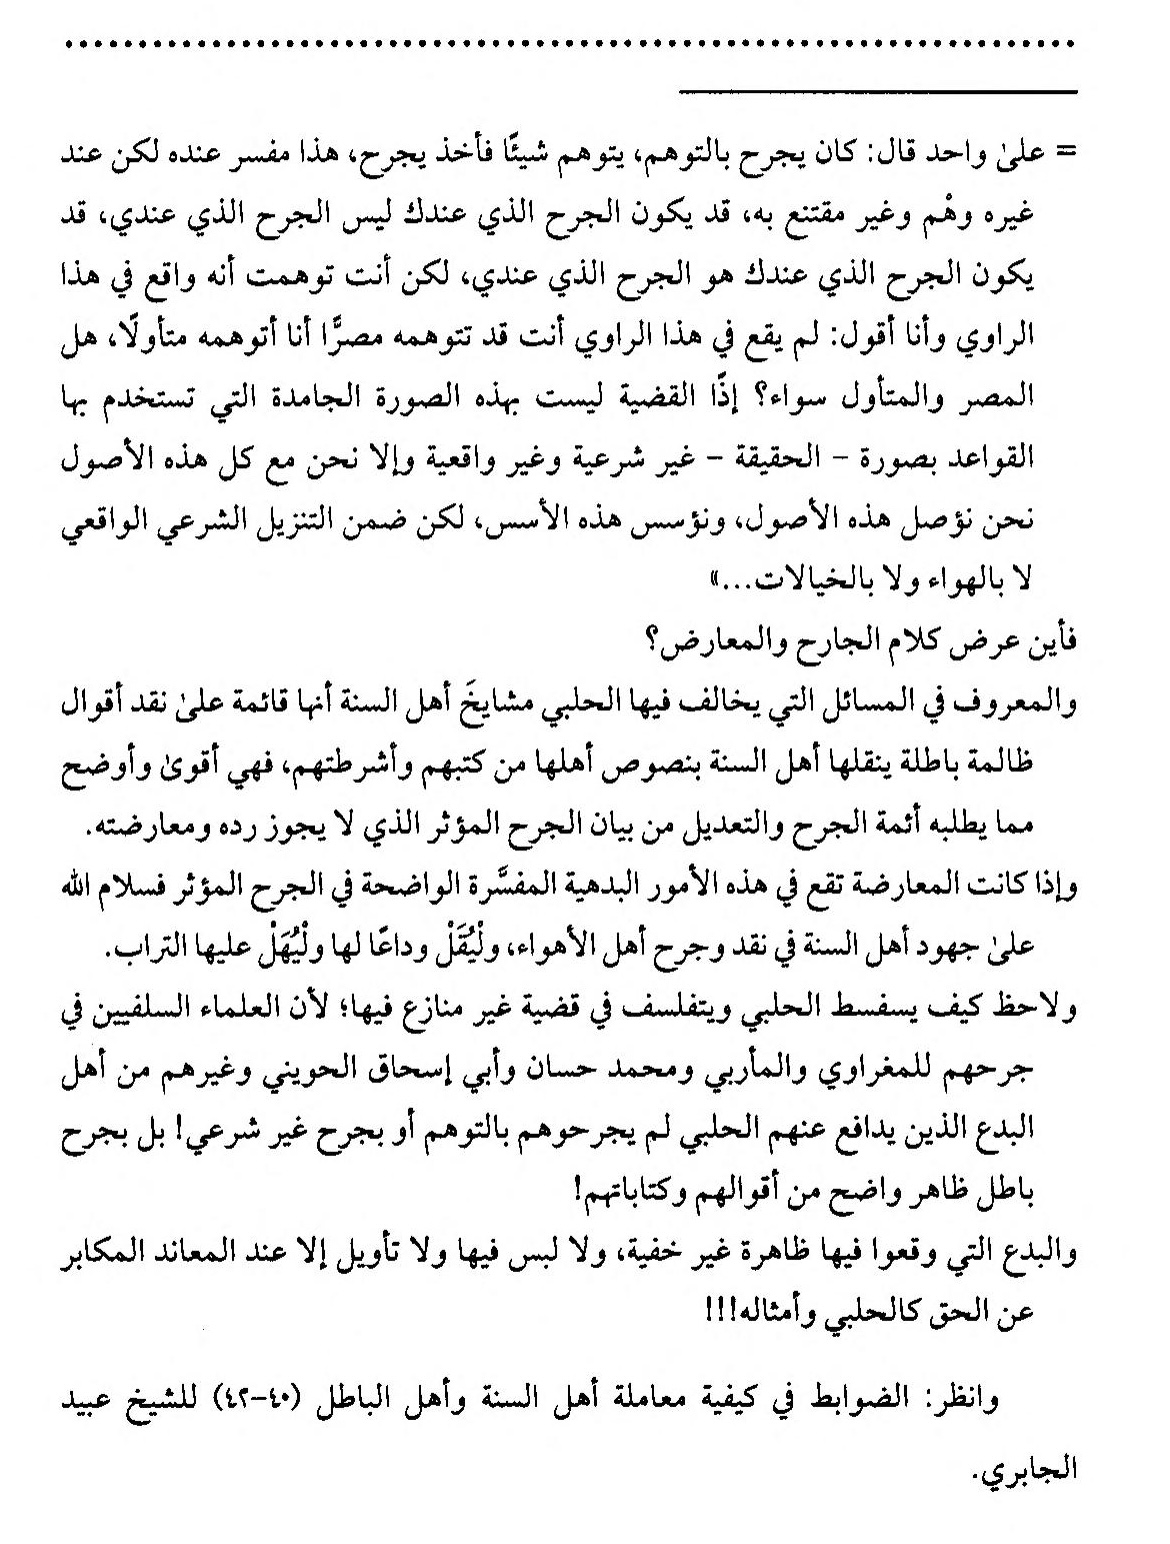 = علىٰ واحد قال: كان يجرح بالتوهم، يتوهم شيئًا فأخذ يجرح، هذا مفسر عنده لكن عند
غيره وهْم وغير مقتنع به، قد يكون الجرح الذي عندك ليس الجرح الذي عندي، قد
يكون الجرح الذي عندك هو الجرح الذي عندي، لكن أنت توهمت أنه واقع في هذا
الراوي وأنا أقول: لم يقع في هذا الراوي أنت قد تتوهمه مصرًّا أنا أتوهمه متأولًا، هل
المصر والمتأول سواء؟ إذًا القضية ليست بهذه الصورة الجامدة التي تستخدم بها
القواعد بصورة - الحقيقة - غير شرعية وغير واقعية وإلا نحن مع كل هذه الأصول
نحن نؤصل هذه الأصول، ونؤسس هذه الأسس، لكن ضمن التنزيل الشرعي الواقعي
لا بالهواء ولا بالخيالات...»
فأين عرض كلام الجارح والمعارض؟
والمعروف في المسائل التي يخالف فيها الحلبي مشايخَ أهل السنة أنها قائمة علىٰ نقد أقوال
ظالمة باطلة ينقلها أهل السنة بنصوص أهلها من كتبهم وأشرطتهم، فهي أقوىٰ وأوضح
مما يطلبه أئمة الجرح والتعديل من بيان الجرح المؤثر الذي لا يجوز رده ومعارضته.
وإذا كانت المعارضة تقع في هذه الأمور البدهية المفسَّرة الواضحة في الجرح المؤثر فسلام الله
علىٰ جهود أهل السنة في نقد وجرح أهل الأهواء، ولْيُقَلْ وداعًا لها ولْيُهَلْ عليها التراب.
ولاحظ كيف يسفسط الحلبي ويتفلسف في قضية غير منازع فيها؛ لأن العلماء السلفيين في
جرحهم للمغراوي والمأربي ومحمد حسان وأبي إسحاق الحويني وغيرهم من أهل
البدع الذين يدافع عنهم الحلبي لم يجرحوهم بالتوهم أو بجرح غير شرعي! بل بجرح
باطل ظاهر واضح من أقوالهم وكتاباتهم!
والبدع التي وقعوا فيها ظاهرة غير خفية، ولا لبس فيها ولا تأويل إلا عند المعاند المكابر
عن الحق كالحلبي وأمثاله!!!
وانظر: الضوابط في كيفية معاملة أهل السنة وأهل الباطل (٤٠-٤٢) للشيخ عبيد
الجابري.